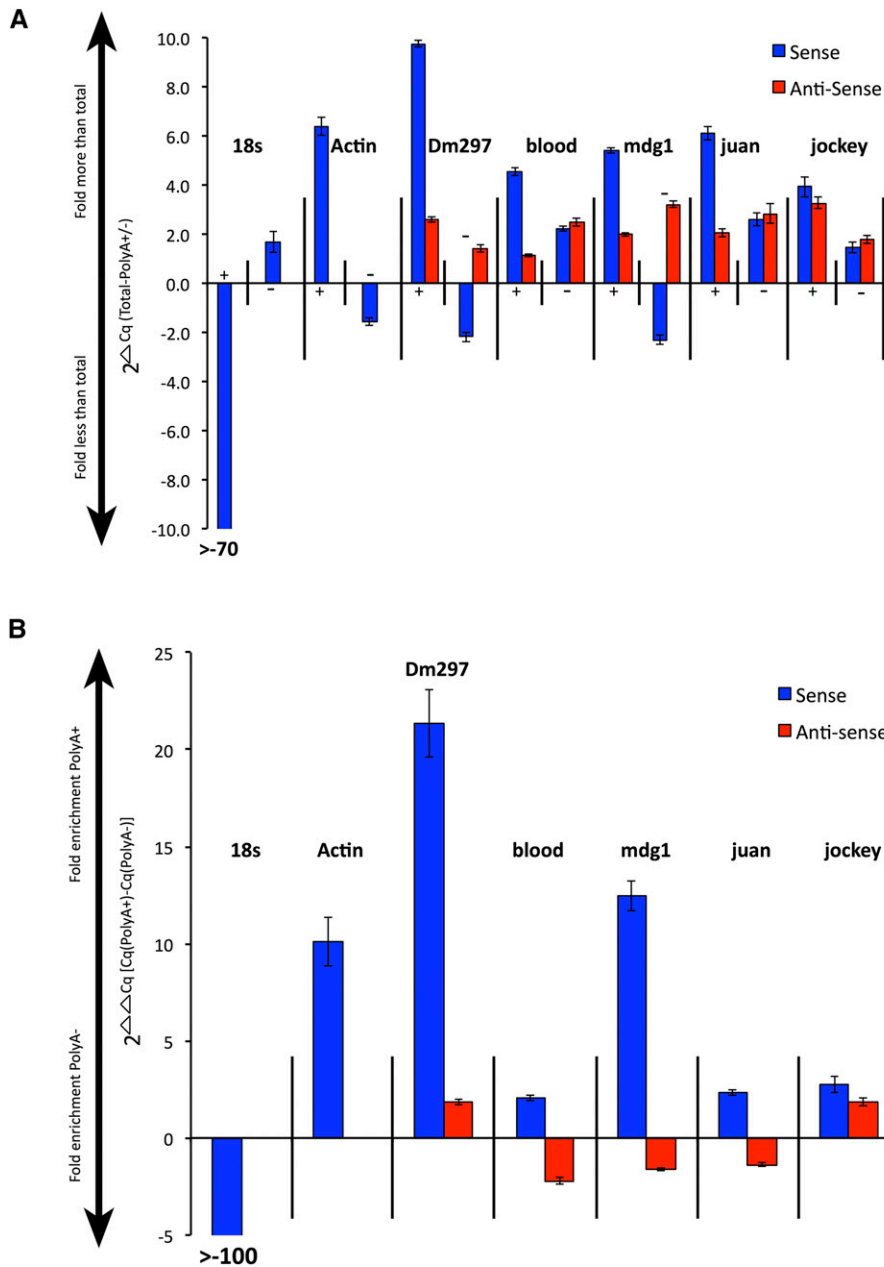 A
Fold more than total
Fold less than total
2△Cq (Total-PolyA+/-)
10.0
8.0
6.0
4.0
2.0
0.0
-2.0
-4.0
-6.0
-8.0
-10.0
Sense
Anti-Sense
18s Actin Dm297 blood mdg1 juan jockey
+ - + - + - + - + - + - + -
>-70
B
Fold enrichment PolyA+
Fold enrichment PolyA-
2△△Cq [Cq(PolyA+)-Cq(PolyA-)]
25
20
15
10
5
0
-5
Sense
Anti-sense
Dm297
18s Actin blood mdg1 juan jockey
>-100